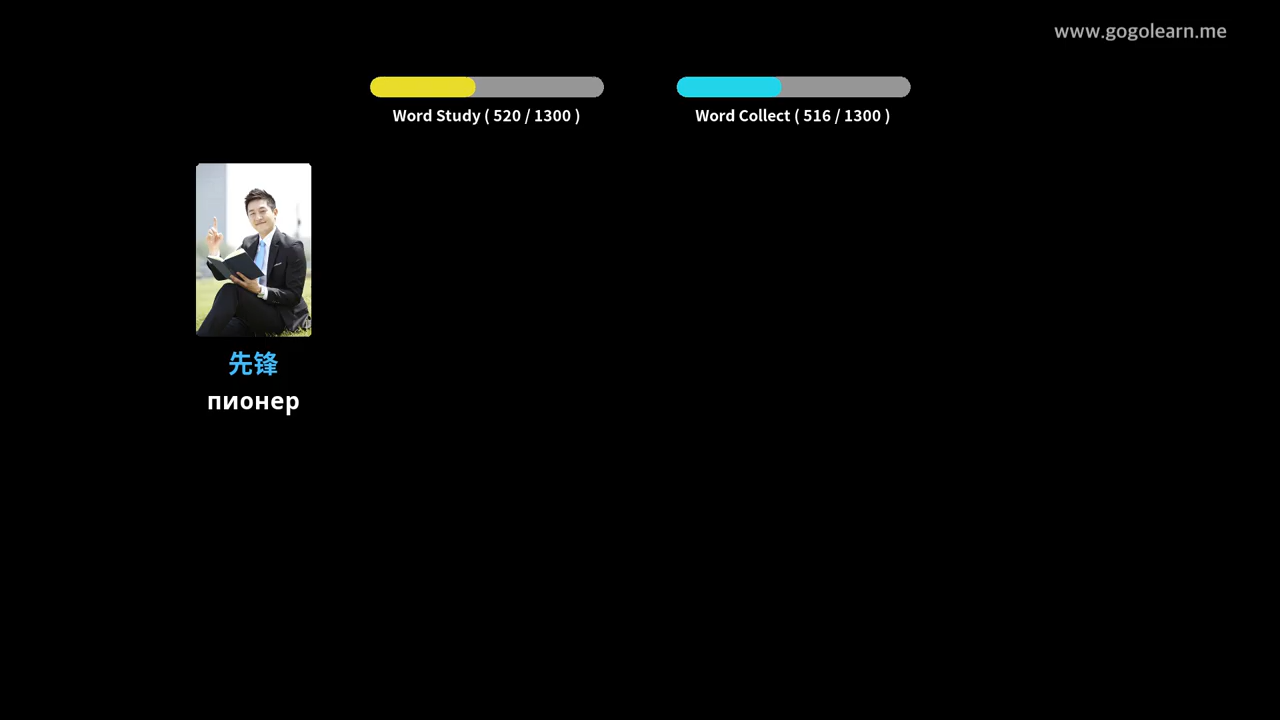 www.gogolearn.me
Word Study ( 520 / 1300 )
Word Collect ( 516 / 1300 )
先锋
пионер